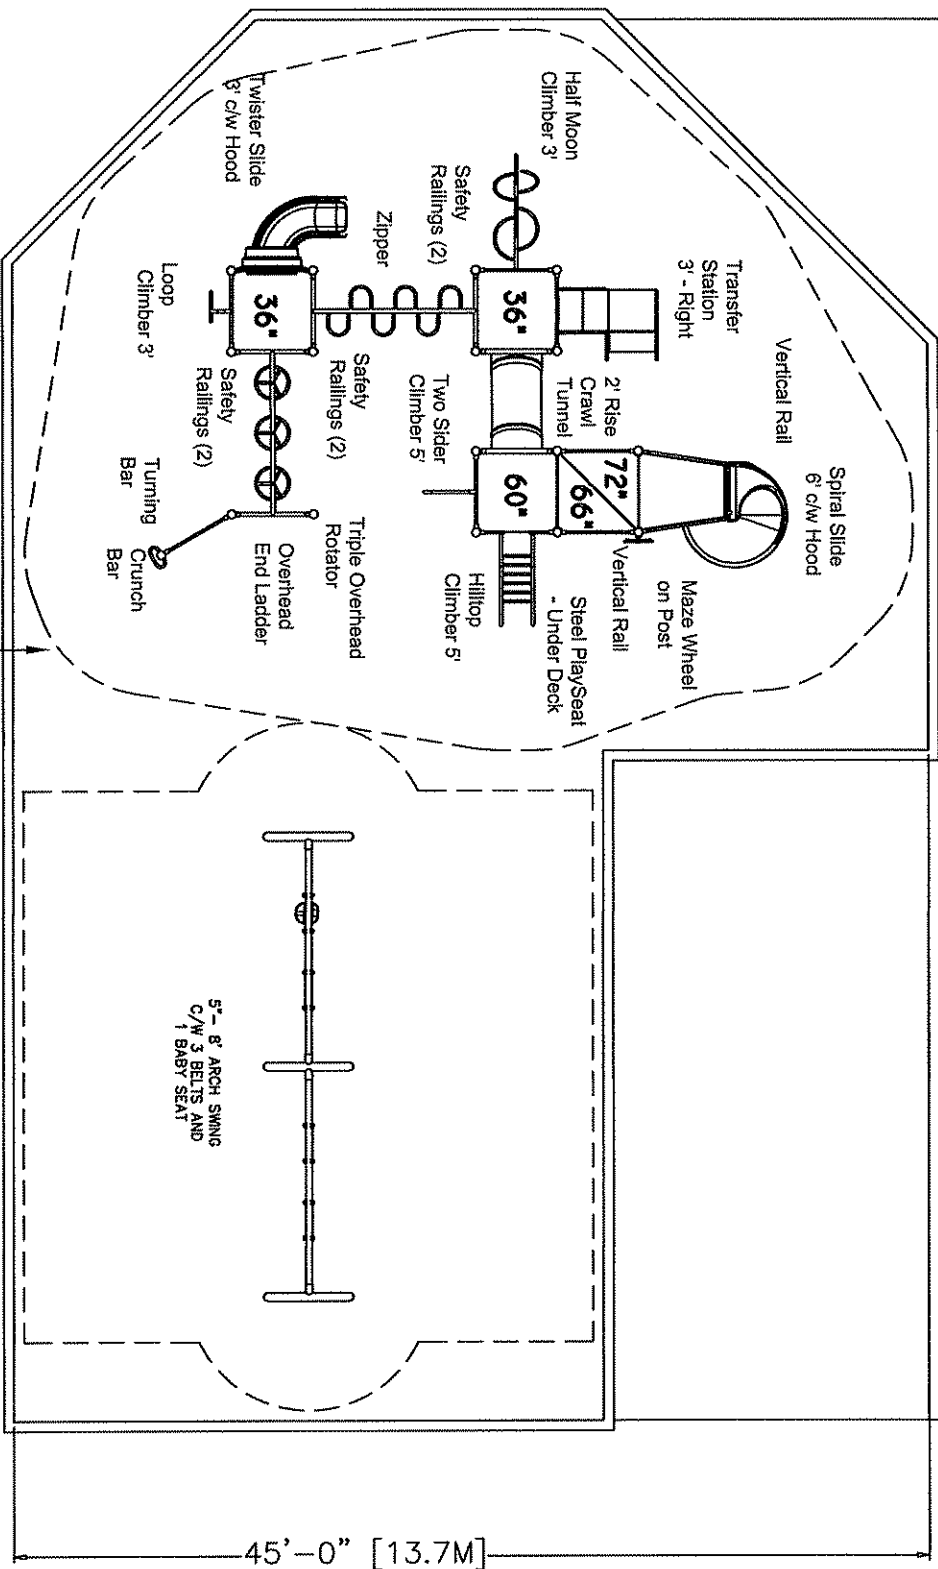 Twister Slide
3' c/w Hood
Half Moon
Climber 3'
Safety
Railings (2)
Zipper
Transfer
Station
3' - Right
Vertical Rail
Spiral Slide
6' c/w Hood
Loop
Climber 3'
36"
36"
Safety
Railings (2)
Safety
Railings (2)
Two Sider
Climber 5'
2' Rise
Crawl
Tunnel
60"
72"
66"
Vertical Rail
Maze Wheel
on Post
Turning
Bar
Crunch
Bar
Overhead
End Ladder
Triple Overhead
Rotator
Hilltop
Climber 5'
Steel PlaySeat
- Under Deck
5"- 8' ARCH SWING
C/W 3 BELTS AND
1 BABY SEAT
45'-0" [13.7M]